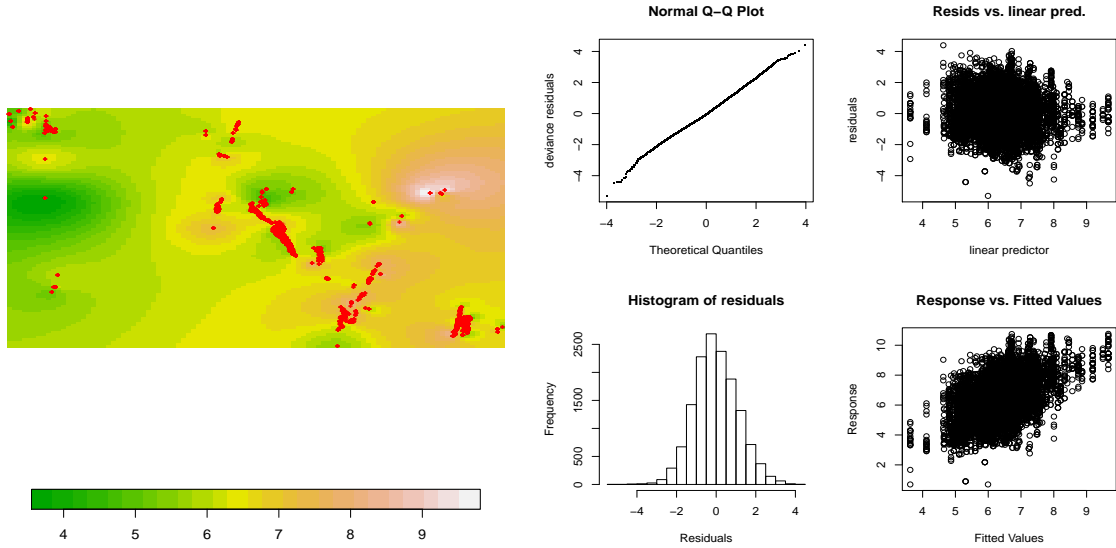 4 5 6 7 8 9
Normal Q−Q Plot
deviance residuals
−4 −2 0 2 4
−4 −2 0 2 4
Theoretical Quantiles
Resids vs. linear pred.
residuals
−4 −2 0 2 4
4 5 6 7 8 9
linear predictor
Histogram of residuals
Frequency
0 500 1500 2500
−4 −2 0 2 4
Residuals
Response vs. Fitted Values
Response
2 4 6 8 10
4 5 6 7 8 9
Fitted Values